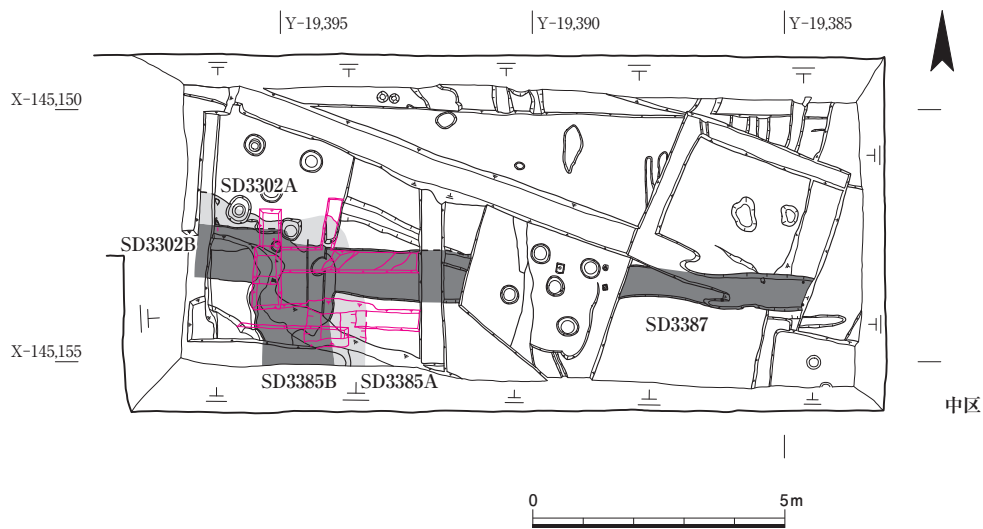 Y-19,395
Y-19,390
Y-19,385
X-145,150
SD3302A
SD3302B
SD3387
X-145,155
SD3385B
SD3385A
中区
0
5m